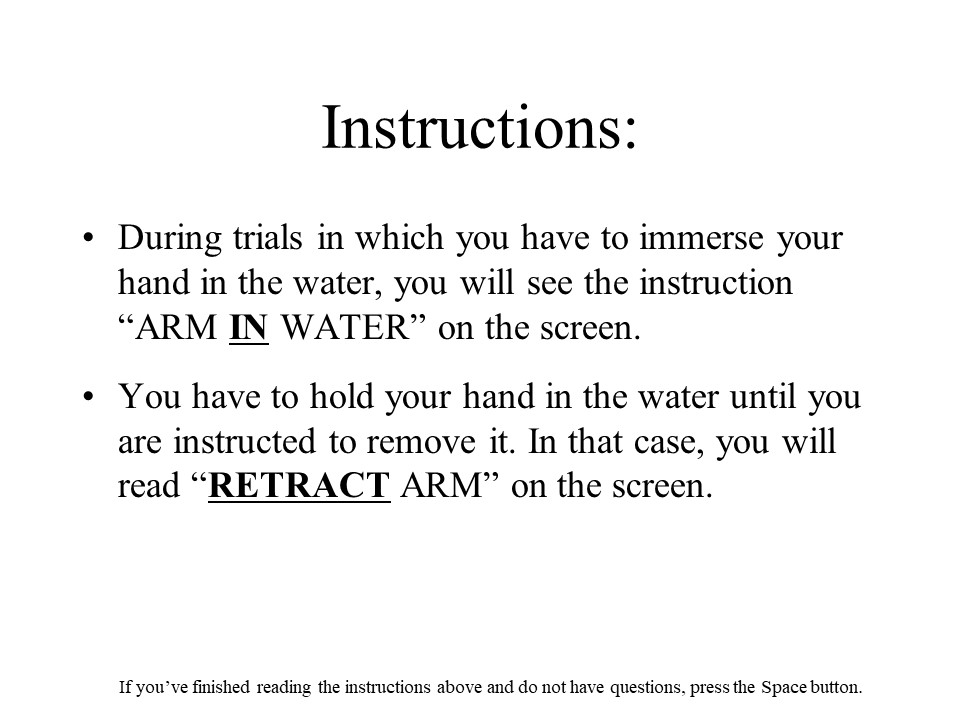 Instructions:
• During trials in which you have to immerse your
hand in the water, you will see the instruction
“ARM IN WATER” on the screen.
• You have to hold your hand in the water until you
are instructed to remove it. In that case, you will
read “RETRACT ARM” on the screen.
If you’ve finished reading the instructions above and do not have questions, press the Space button.